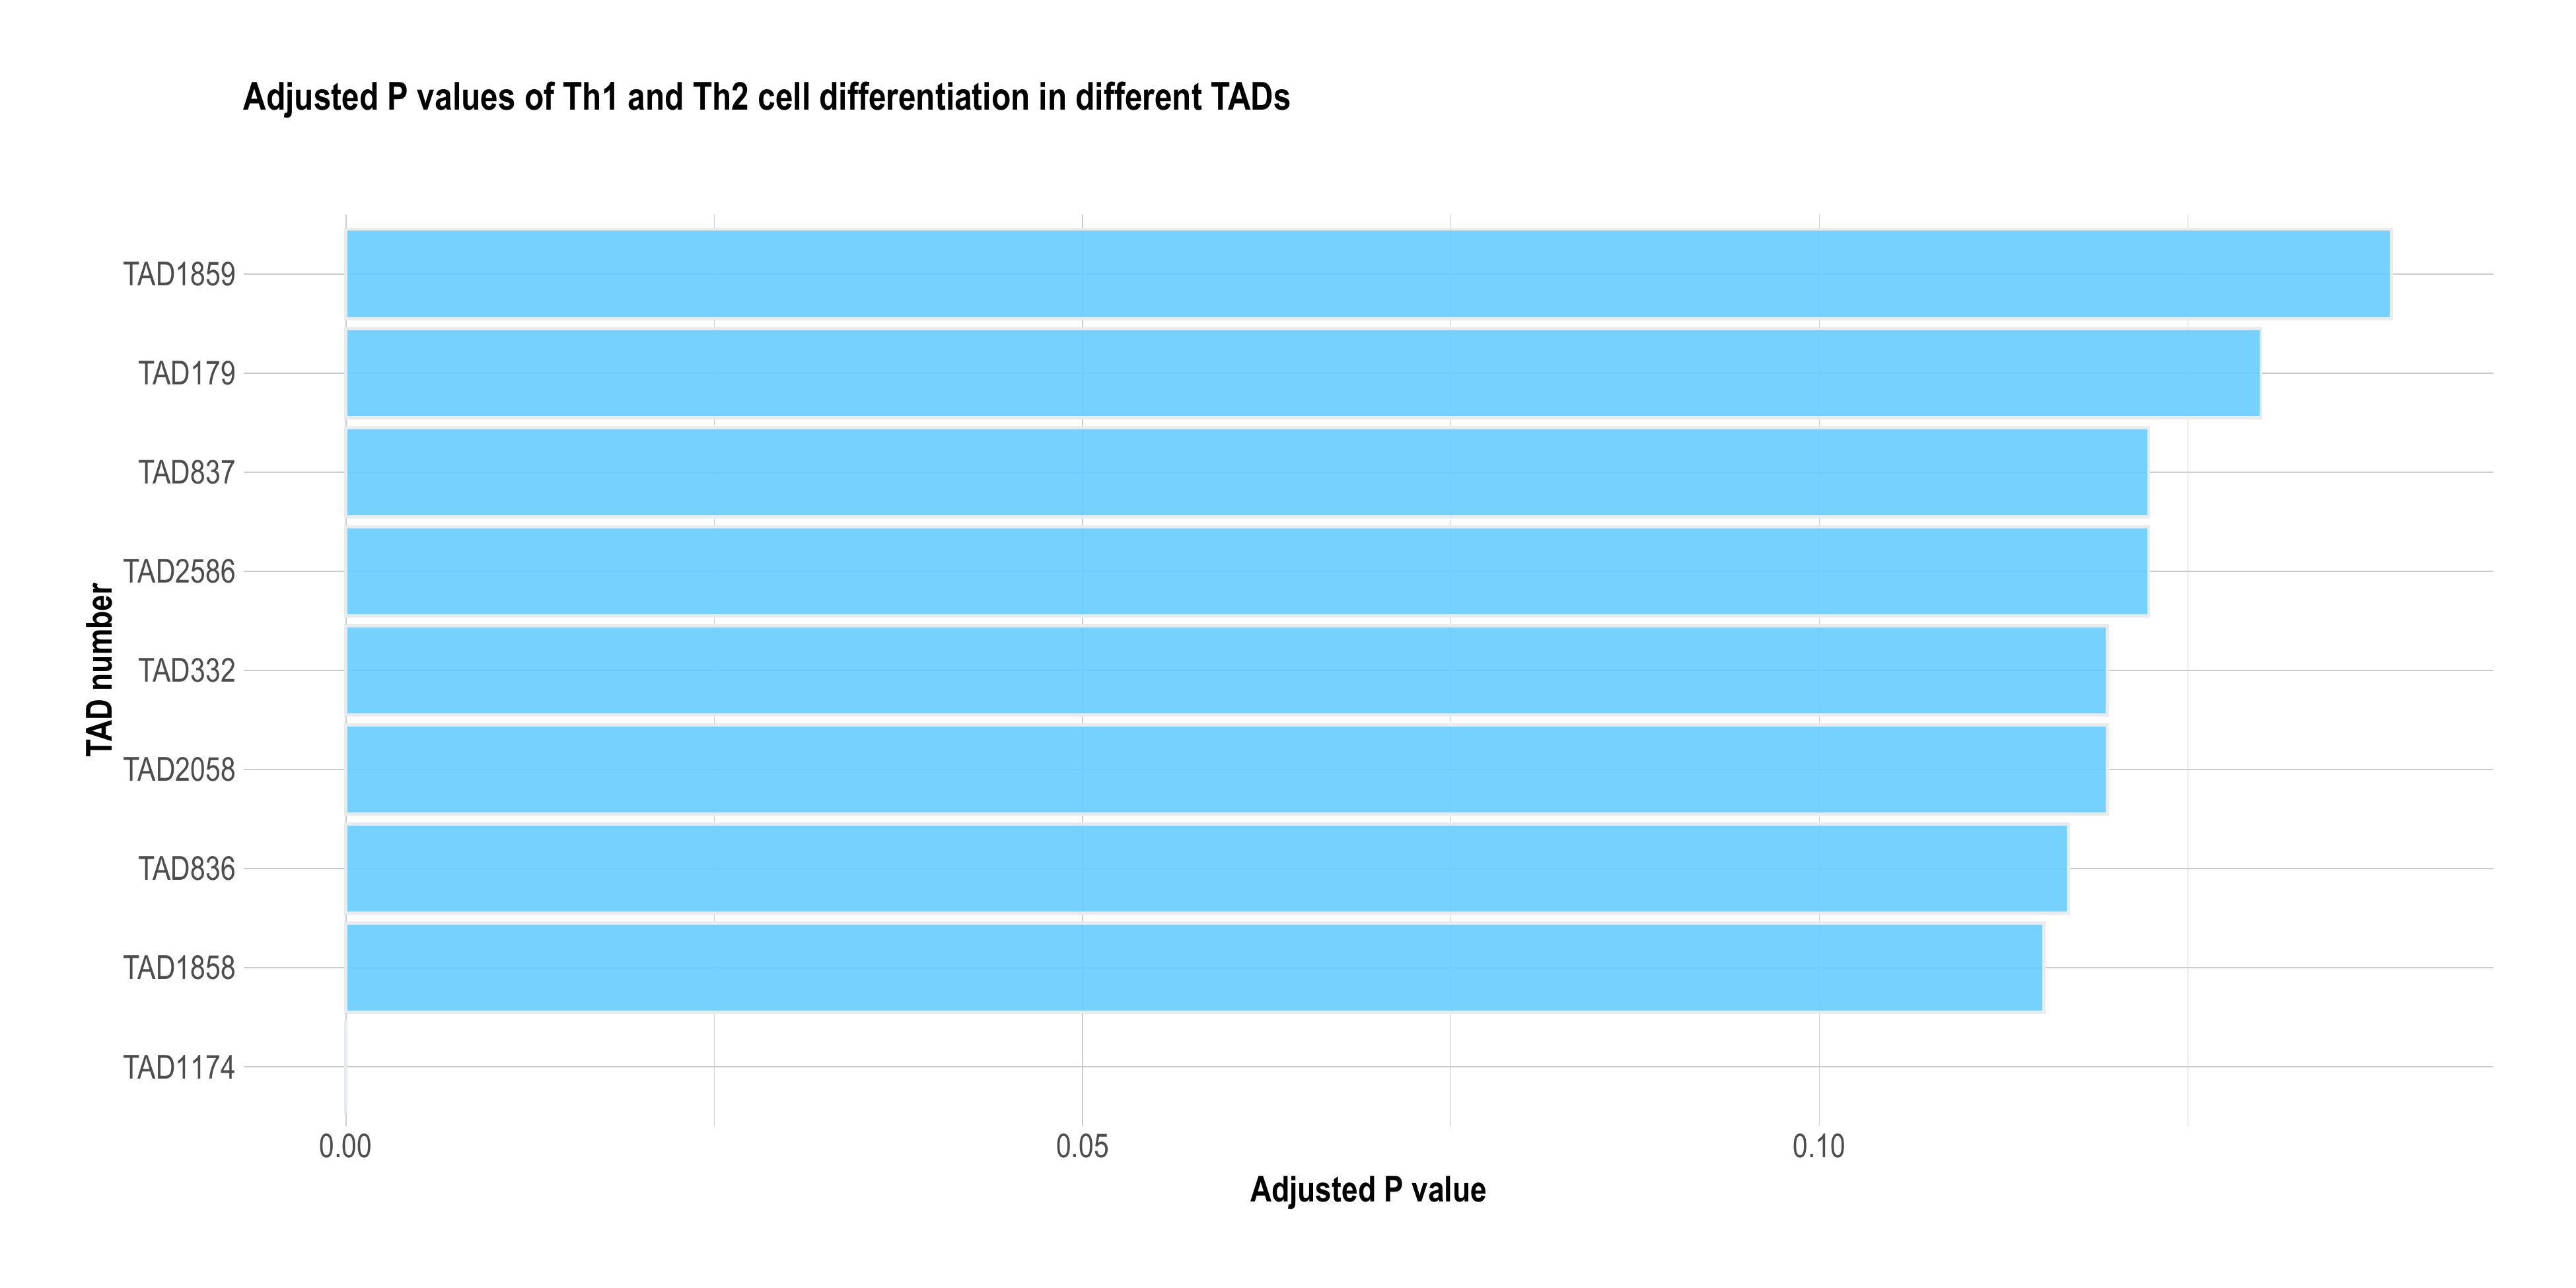 Adjusted P values of Th1 and Th2 cell differentiation in different TADs
TAD number
TAD1859
TAD179
TAD837
TAD2586
TAD332
TAD2058
TAD836
TAD1858
TAD1174
0.00 0.05 0.10
Adjusted P value